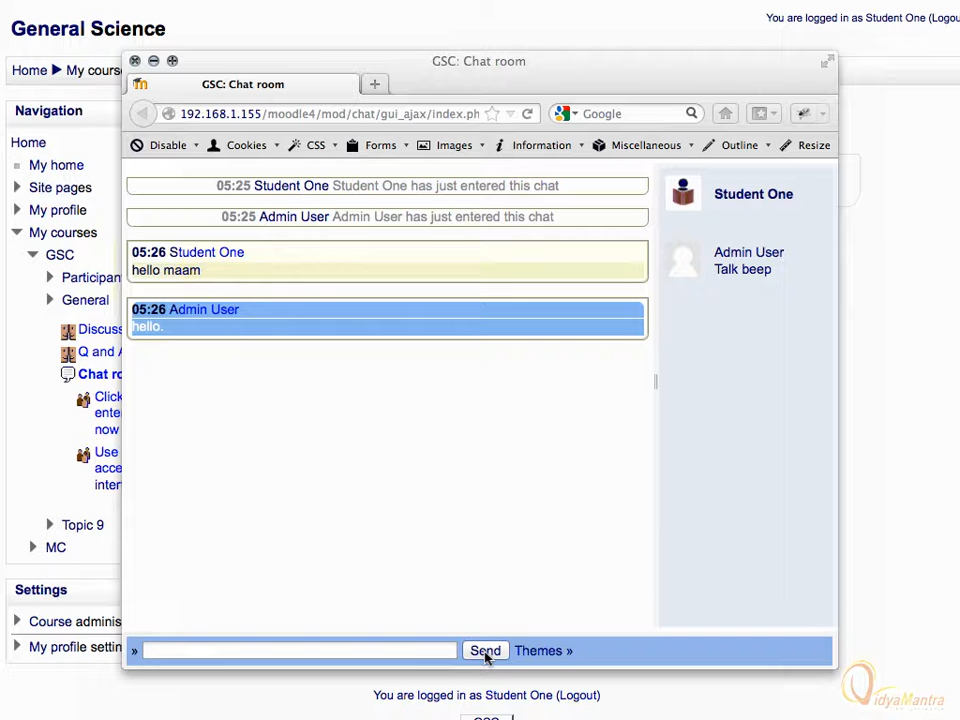 General Science
You are logged in as Student One (Logou
Home ▶ My cours
GSC: Chat room
GSC: Chat room
192.168.1.155/moodle4/mod/chat/gui_ajax/index.ph
Google
Disable Cookies CSS Forms Images Information Miscellaneous Outline Resize
Navigation
Home
My home
Site pages
My profile
My courses
GSC
Participan
General
Discuss
Q and A
Chat ro
Click
enter
now
Use
acce
inter
Topic 9
MC
Settings
Course adminis
My profile settin
05:25 Student One Student One has just entered this chat
05:25 Admin User Admin User has just entered this chat
05:26 Student One
hello maam
05:26 Admin User
hello.
Student One
Admin User
Talk beep
» Send Themes »
You are logged in as Student One (Logout)
idyaMantra